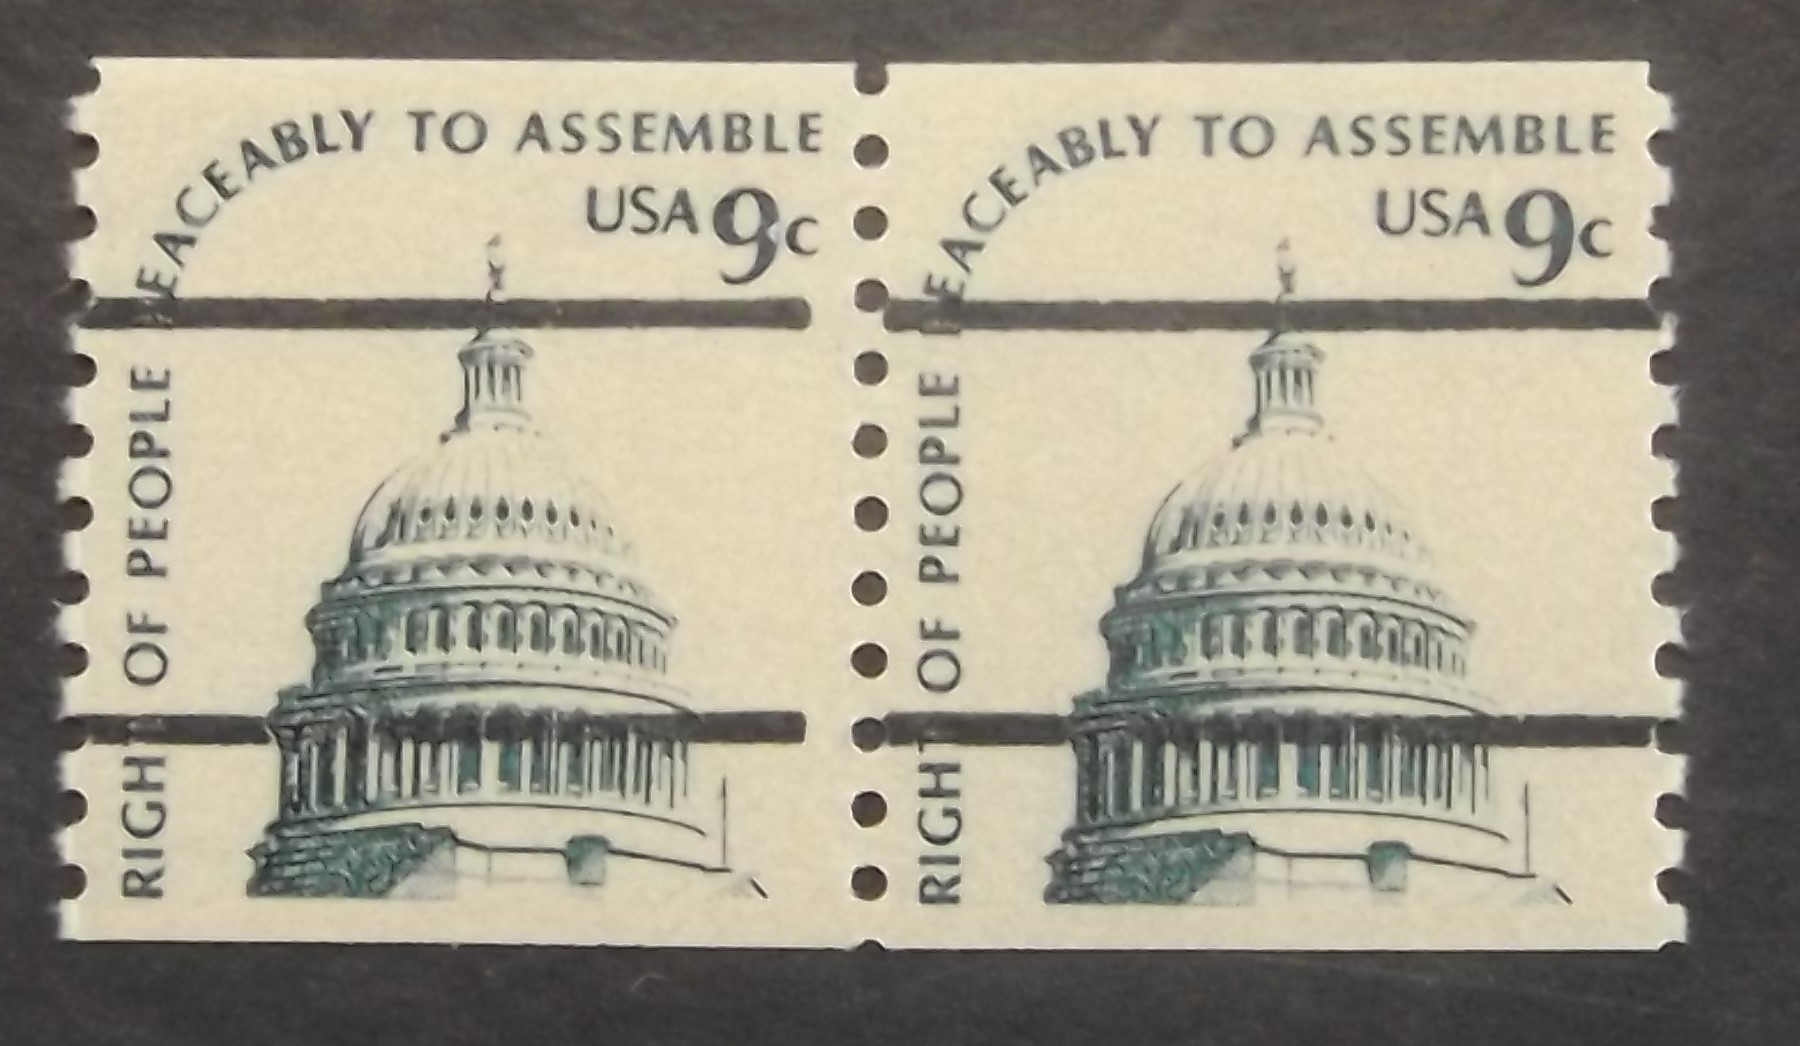 RIGHT OF PEOPLE PEACEABLY TO ASSEMBLE
USA 9c
RIGHT OF PEOPLE PEACEABLY TO ASSEMBLE
USA 9c